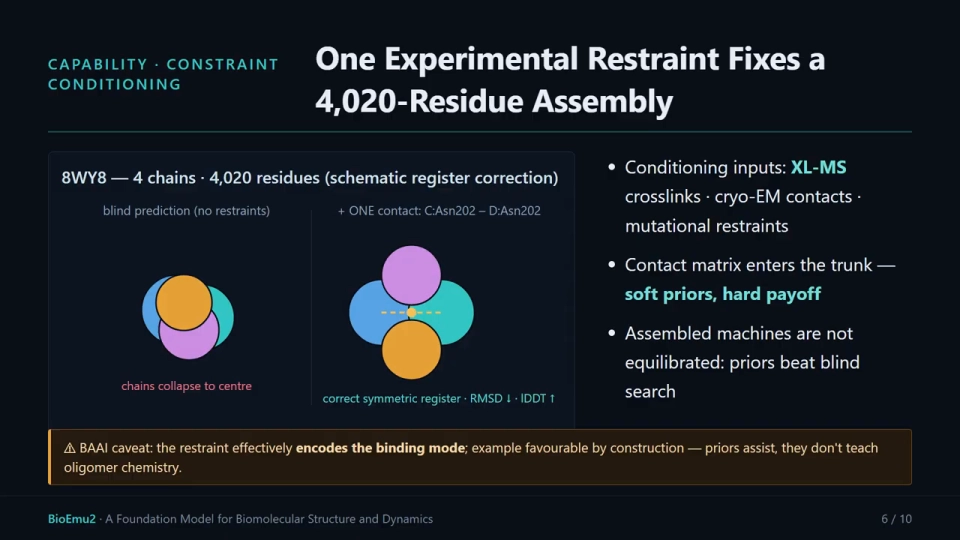 CAPABILITY · CONSTRAINT
CONDITIONING
One Experimental Restraint Fixes a
4,020-Residue Assembly
8WY8 — 4 chains · 4,020 residues (schematic register correction)
blind prediction (no restraints)
+ ONE contact: C:Asn202 – D:Asn202
chains collapse to centre
correct symmetric register · RMSD ↓ · lDDT ↑
• Conditioning inputs: XL-MS
crosslinks · cryo-EM contacts ·
mutational restraints
• Contact matrix enters the trunk —
soft priors, hard payoff
• Assembled machines are not
equilibrated: priors beat blind
search
⚠ BAAI caveat: the restraint effectively encodes the binding mode; example favourable by construction — priors assist, they don't teach
oligomer chemistry.
BioEmu2 · A Foundation Model for Biomolecular Structure and Dynamics
6 / 10